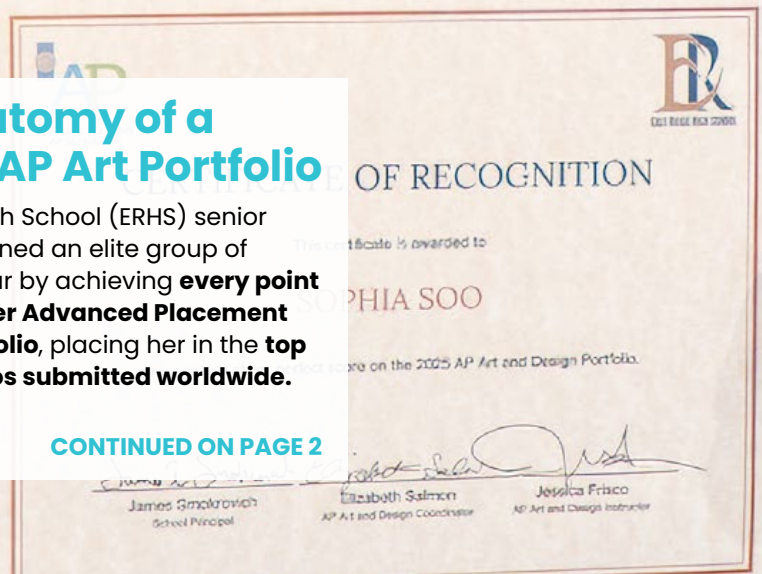 AP
EAST RIDGE HIGH SCHOOL
atomy of a
AP Art Portfolio
CERTIFICATE OF RECOGNITION
h School (ERHS) senior
ned an elite group of
This certificate is awarded to
ar by achieving every point
SOPHIA SOO
er Advanced Placement
olio, placing her in the top
perfect score on the 2025 AP Art and Design Portfolio.
os submitted worldwide.
CONTINUED ON PAGE 2
James Smokrovich
School Principal
Elizabeth Salmon
AP Art and Design Coordinator
Jessica Frisco
AP Art and Design Instructor